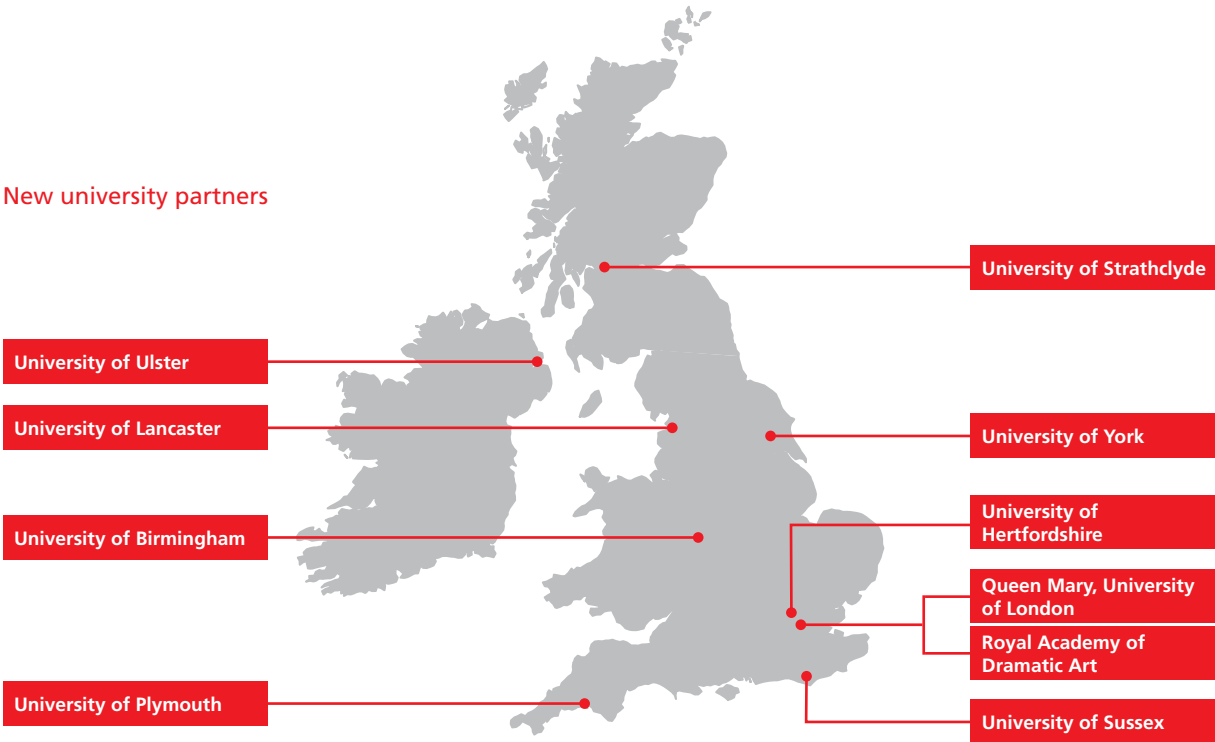 New university partners
University of Strathclyde
University of Ulster
University of Lancaster
University of York
University of
Hertfordshire
University of Birmingham
Queen Mary, University
of London
Royal Academy of
Dramatic Art
University of Plymouth
University of Sussex